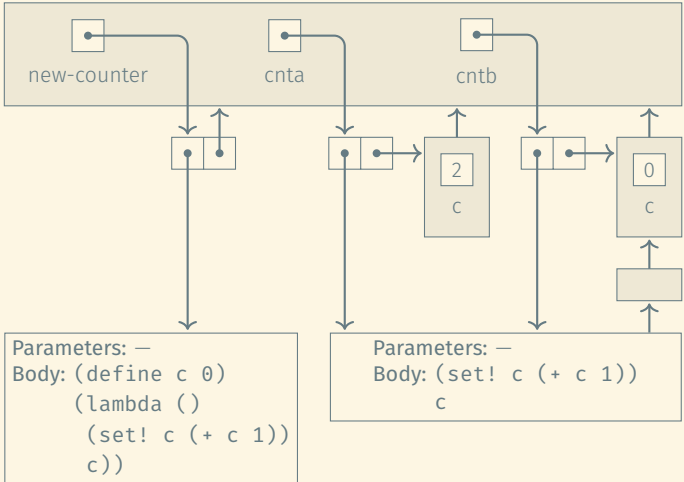 new-counter cnta cntb
2 0
c c
Parameters: —
Body: (define c 0)
(lambda ()
(set! c (+ c 1))
c))
Parameters: —
Body: (set! c (+ c 1))
c